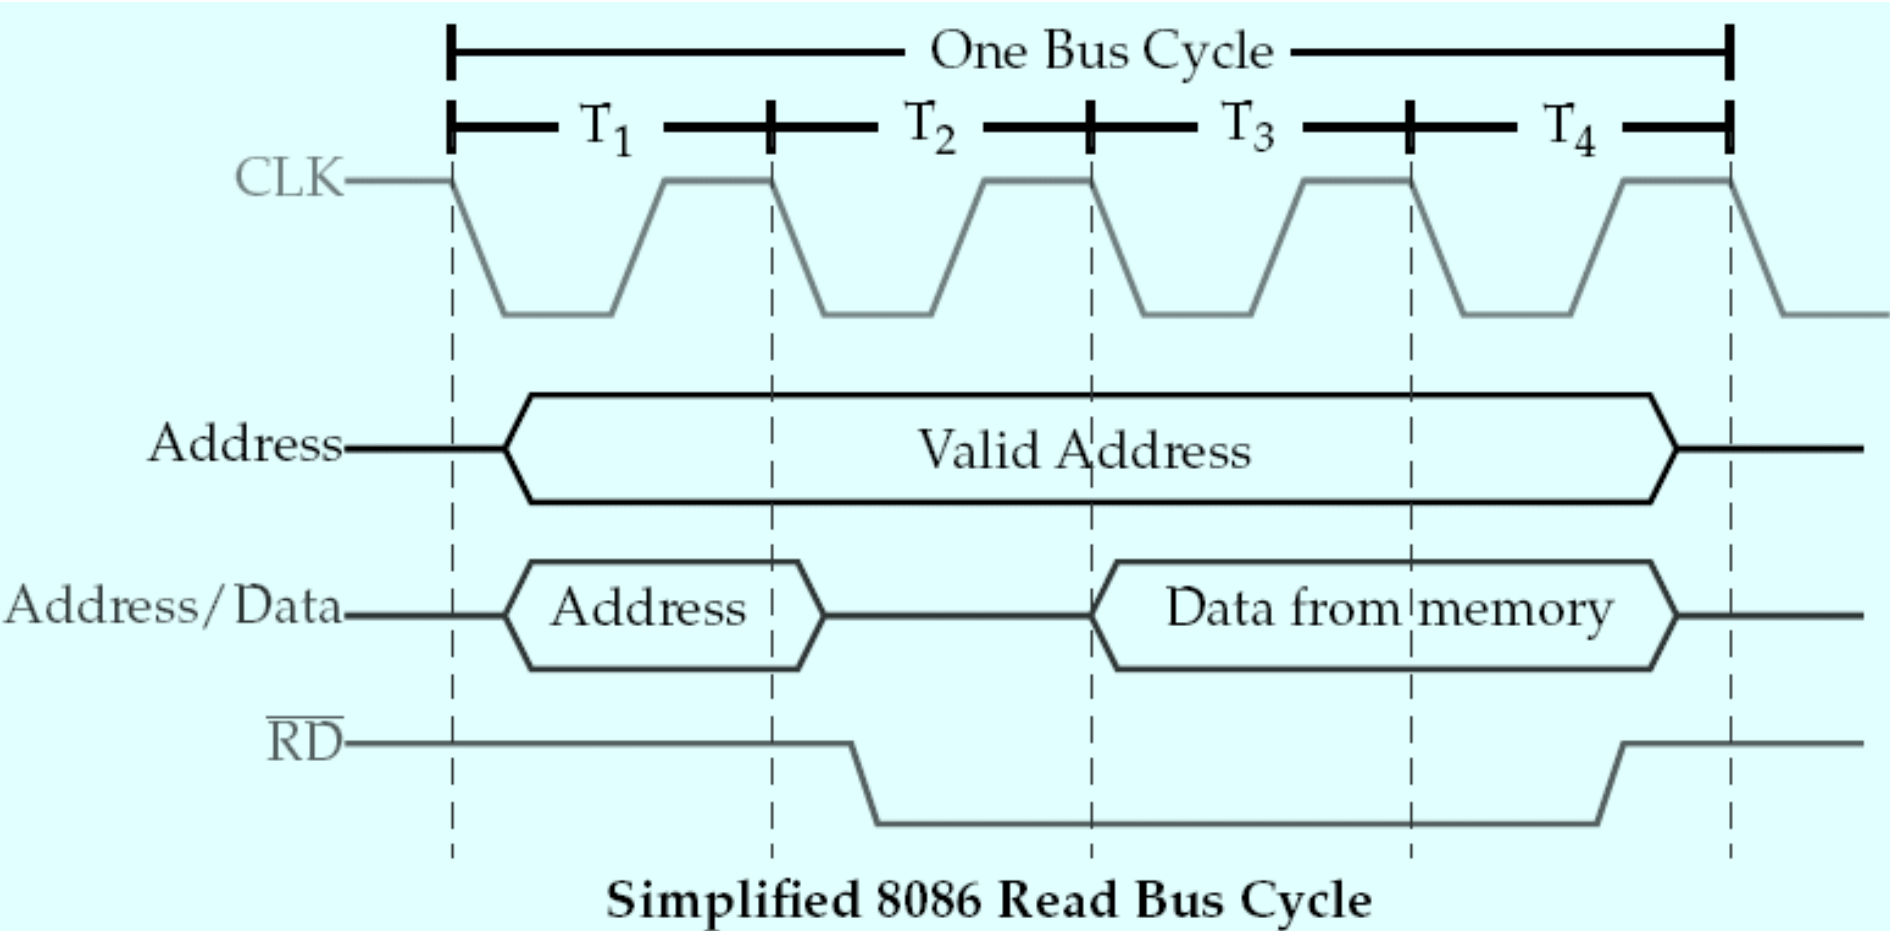 One Bus Cycle
T₁ T₂ T₃ T₄
CLK
Address Valid Address
Address/Data Address Data from memory
R̅D̅
Simplified 8086 Read Bus Cycle